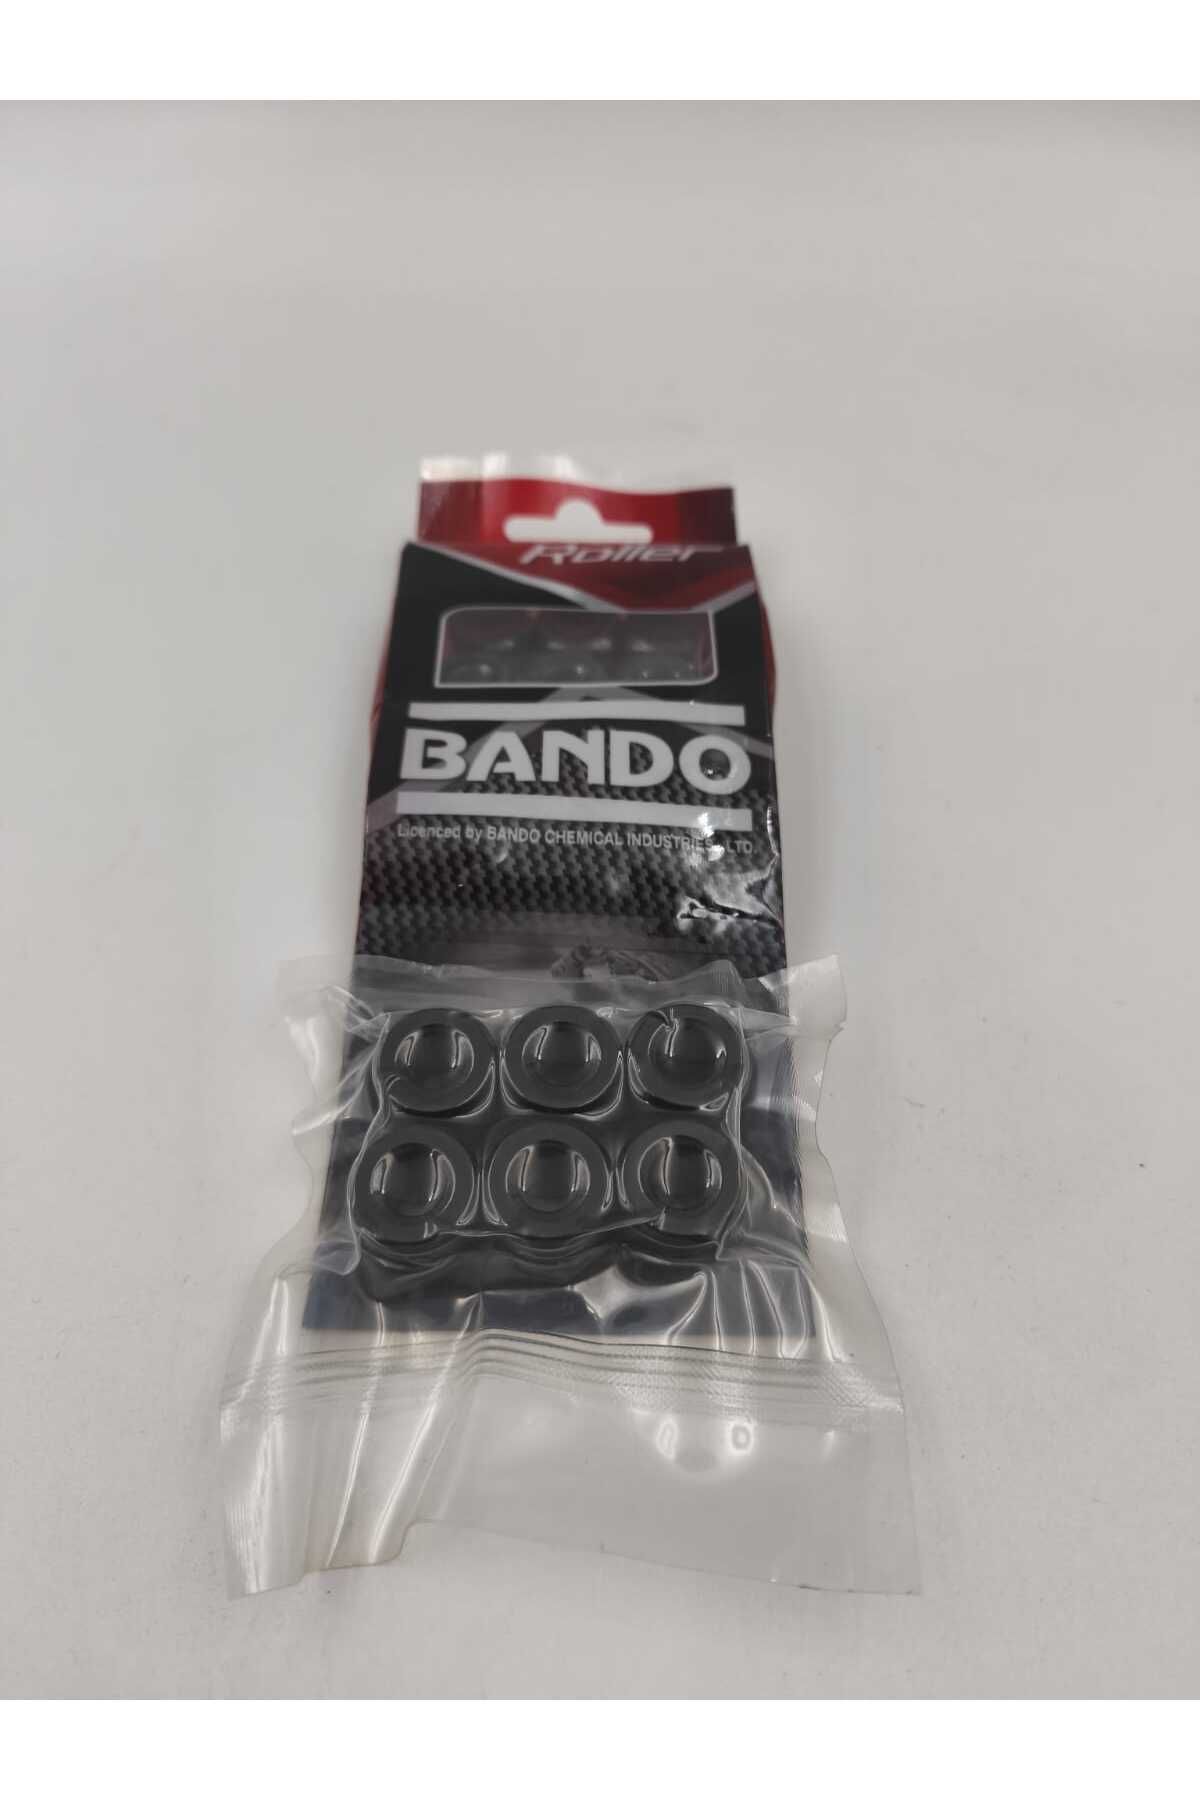 Roller
BANDO
Licenced by BANDO CHEMICAL INDUSTRIES, LTD.